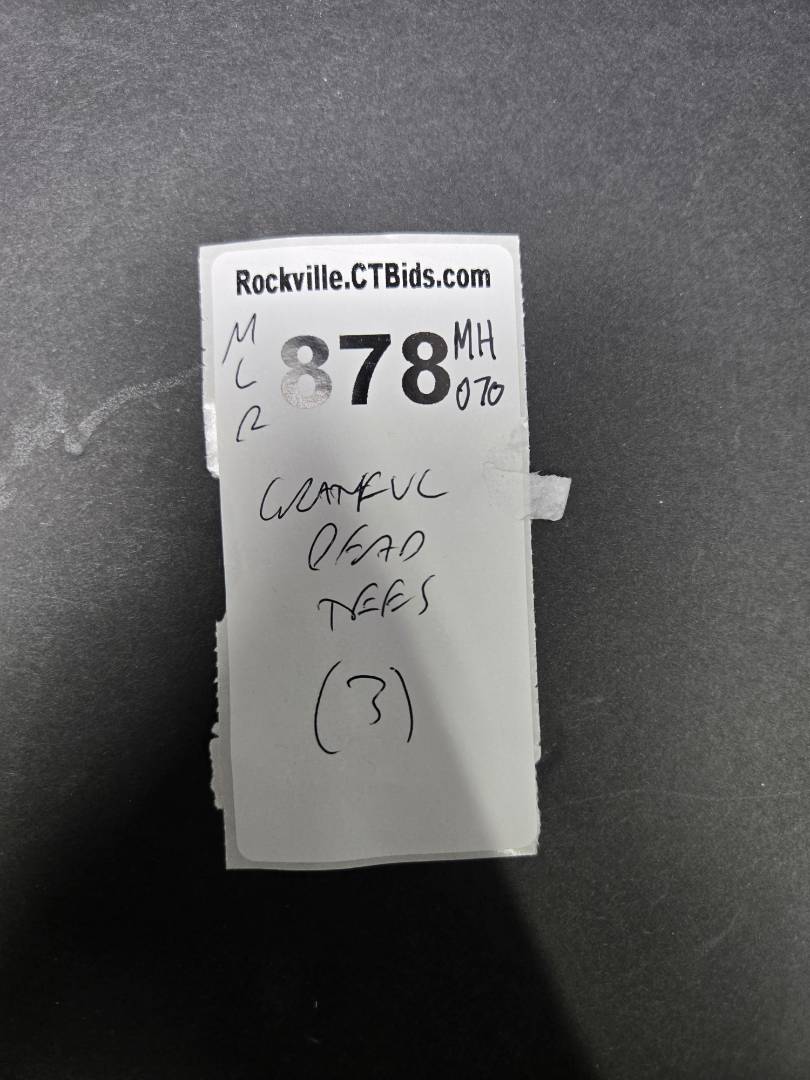 Rockville.CTBids.com
M
L
R
878
MH
070
GRATEFUL
DEAD
TEES
(3)